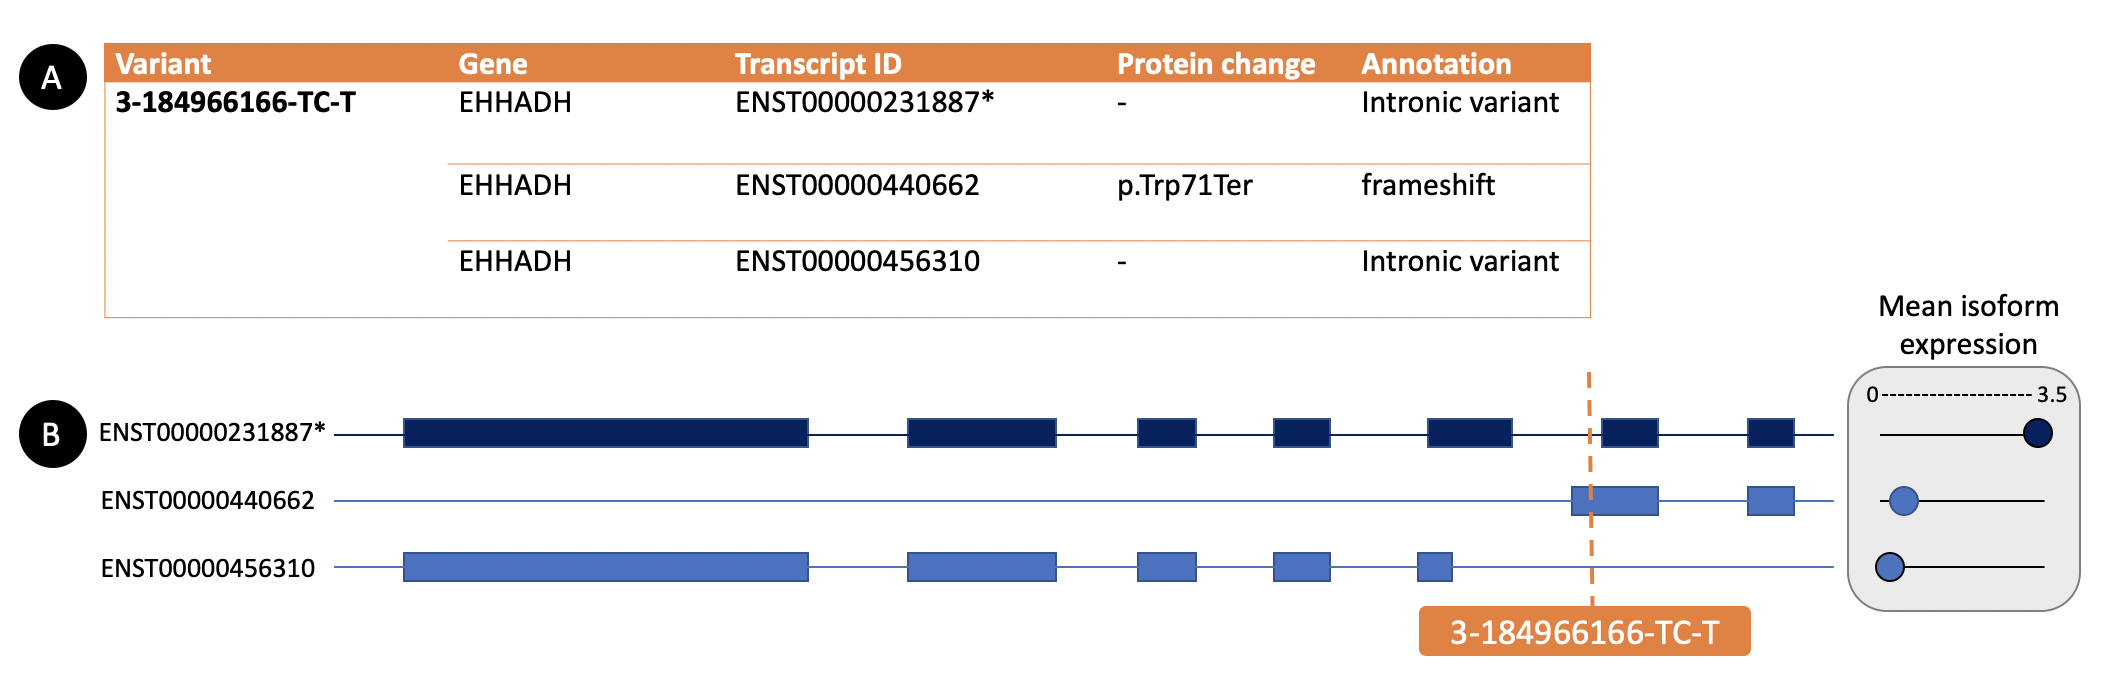 A
Variant Gene Transcript ID Protein change Annotation
3-184966166-TC-T EHHADH ENST00000231887* - Intronic variant
EHHADH ENST00000440662 p.Trp71Ter frameshift
EHHADH ENST00000456310 - Intronic variant
Mean isoform
expression
0 3.5
B
ENST00000231887*
ENST00000440662
ENST00000456310
3-184966166-TC-T